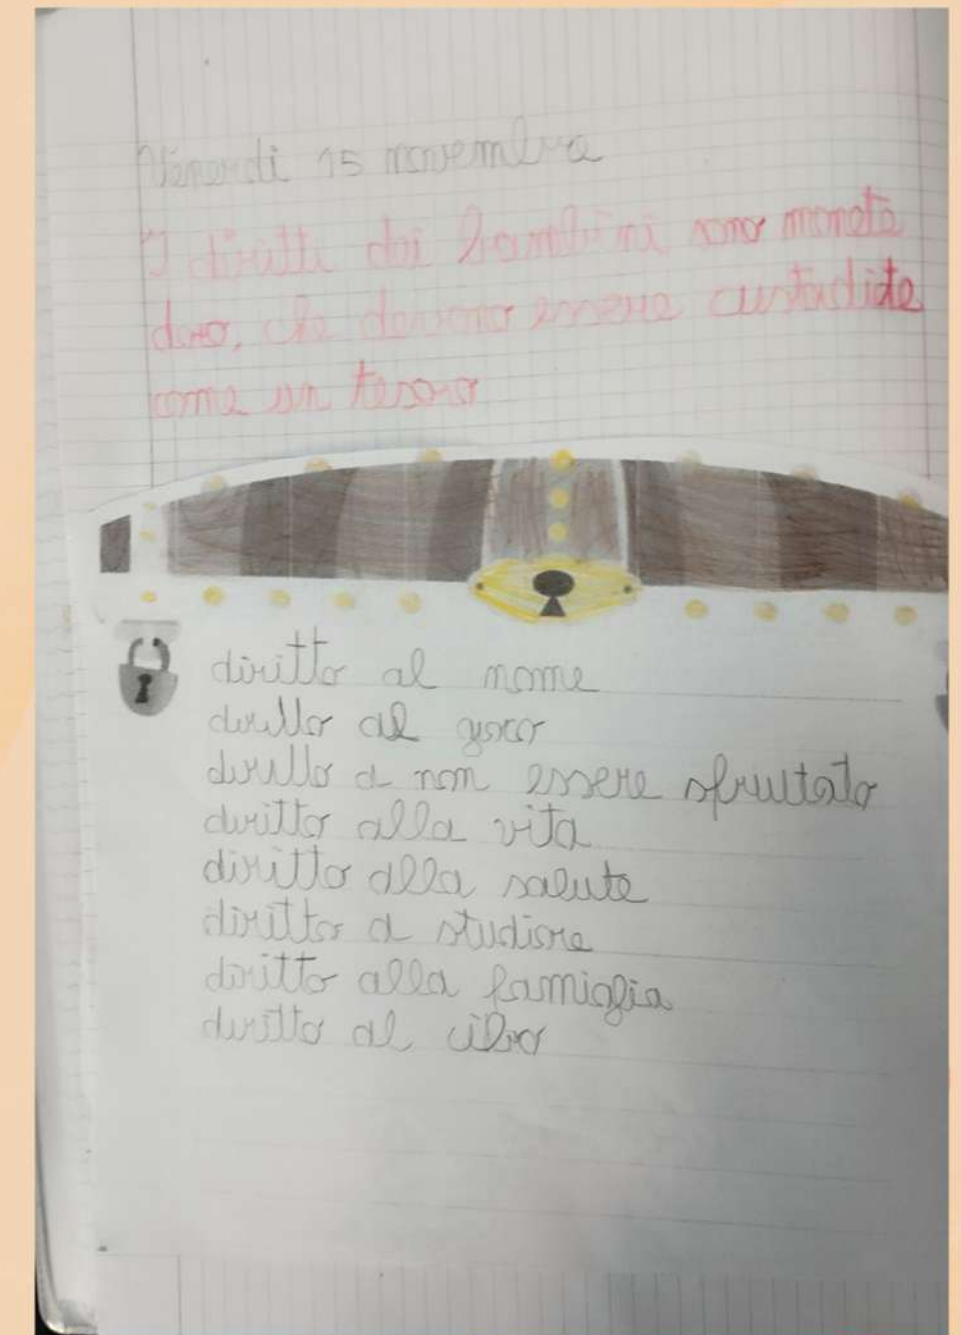 Venerdi 15 novembre
I diritti dei bambini sono monete
d'oro, che devono essere custodite
come un tesoro
diritto al nome
diritto al gioco
diritto a non essere sfruttato
diritto alla vita
diritto alla salute
diritto a studiare
diritto alla famiglia
diritto al cibo